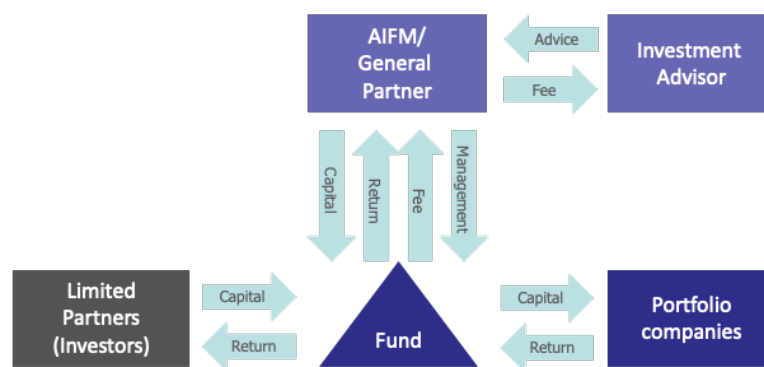 AIFM/
General
Partner
Advice
Fee
Investment
Advisor
Capital
Return
Fee
Management
Limited
Partners
(Investors)
Capital
Return
Fund
Capital
Return
Portfolio
companies